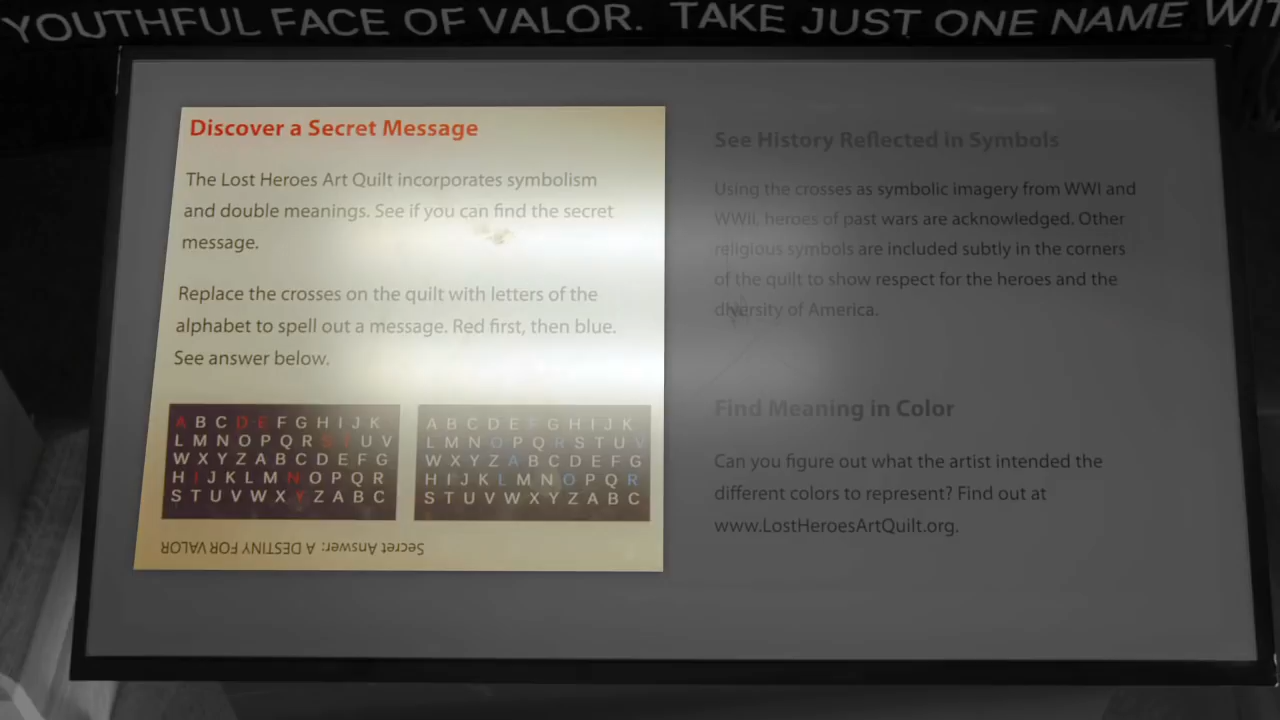 YOUTHFUL FACE OF VALOR. TAKE JUST ONE NAME WIT
Discover a Secret Message
The Lost Heroes Art Quilt incorporates symbolism
and double meanings. See if you can find the secret
message.
Replace the crosses on the quilt with letters of the
alphabet to spell out a message. Red first, then blue.
See answer below.
A B C D E F G H I J K
L M N O P Q R S T U V
W X Y Z A B C D E F G
H I J K L M N O P Q R
S T U V W X Y Z A B C
A B C D E F G H I J K
L M N O P Q R S T U V
W X Y Z A B C D E F G
H I J K L M N O P Q R
S T U V W X Y Z A B C
Secret Answer: A DESTINY FOR VALOR
See History Reflected in Symbols
Using the crosses as symbolic imagery from WWI and
WWII, heroes of past wars are acknowledged. Other
religious symbols are included subtly in the corners
of the quilt to show respect for the heroes and the
diversity of America.
Find Meaning in Color
Can you figure out what the artist intended the
different colors to represent? Find out at
www.LostHeroesArtQuilt.org.